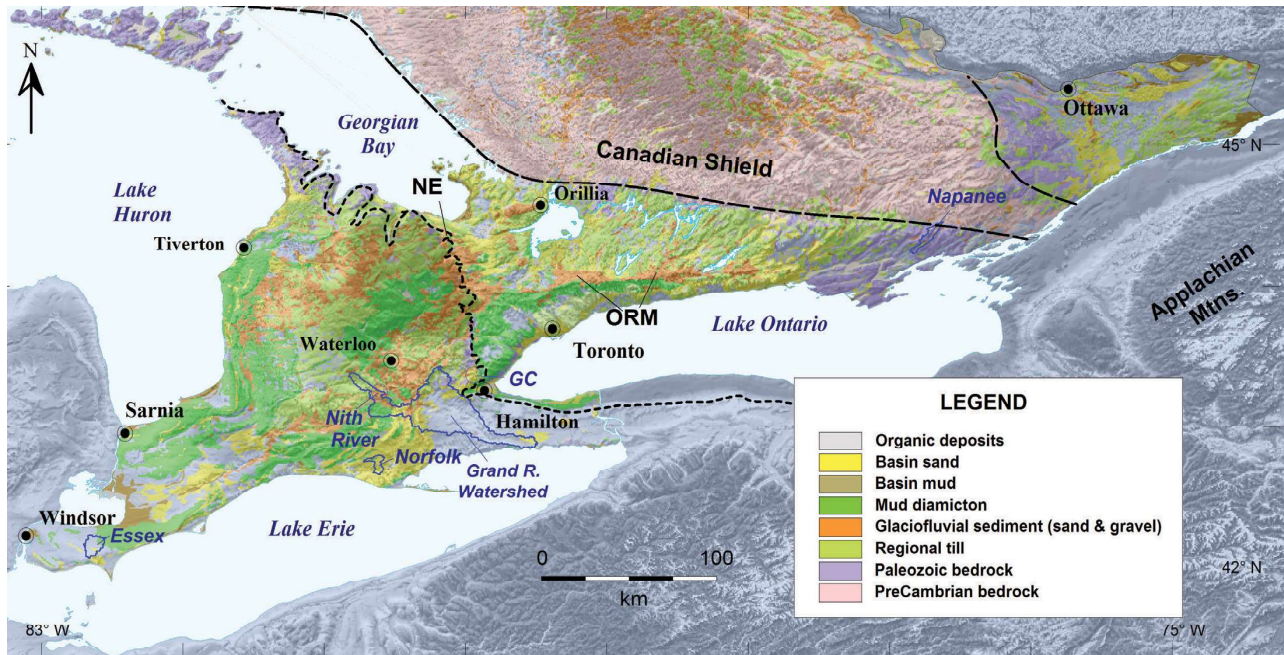 N
Georgian
Bay
Ottawa
Canadian Shield
45° N
Lake
Huron
NE
Orillia
Napanee
Tiverton
Applachian
Mtns.
ORM
Lake Ontario
Waterloo
Toronto
GC
Sarnia
Nith
River
Hamilton
Norfolk
Grand R.
Watershed
Windsor
Essex
Lake Erie
0 100
km
LEGEND
Organic deposits
Basin sand
Basin mud
Mud diamicton
Glaciofluvial sediment (sand & gravel)
Regional till
Paleozoic bedrock
PreCambrian bedrock
42° N
83° W
75° W